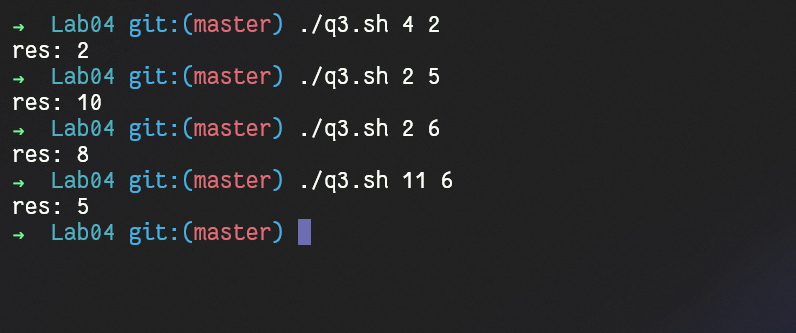 → Lab04 git:(master) ./q3.sh 4 2
res: 2
→ Lab04 git:(master) ./q3.sh 2 5
res: 10
→ Lab04 git:(master) ./q3.sh 2 6
res: 8
→ Lab04 git:(master) ./q3.sh 11 6
res: 5
→ Lab04 git:(master)